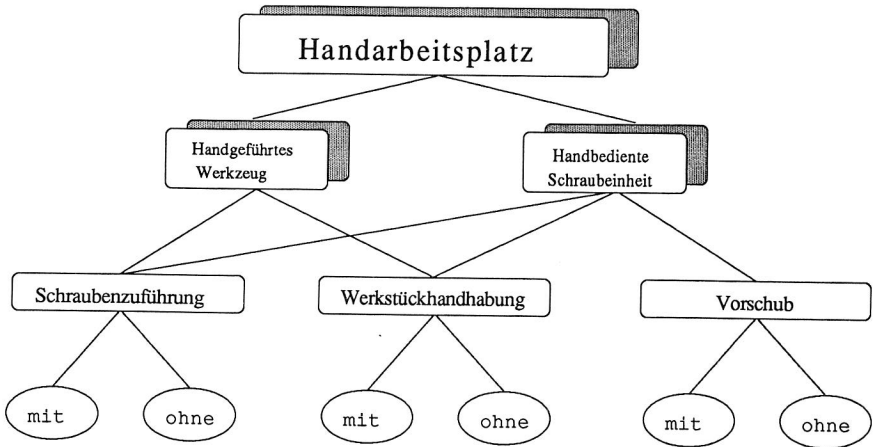 Handarbeitsplatz
Handgeführtes
Werkzeug
Handbediente
Schraubeinheit
Schraubenzuführung
Werkstückhandhabung
Vorschub
mit
ohne
mit
ohne
mit
ohne